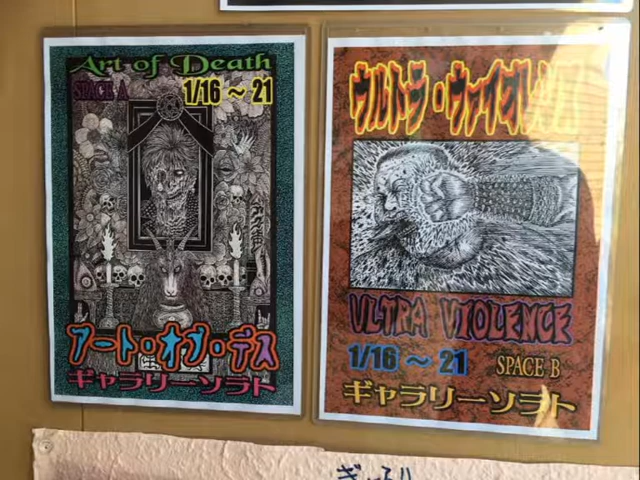 Art of Death
SPACE A
1/16 ~ 21
アート・オブ・デス
ギャラリーソラト
ウルトラ・ヴァイオレンス
ULTRA VIOLENCE
1/16 ~ 21
SPACE B
ギャラリーソラト